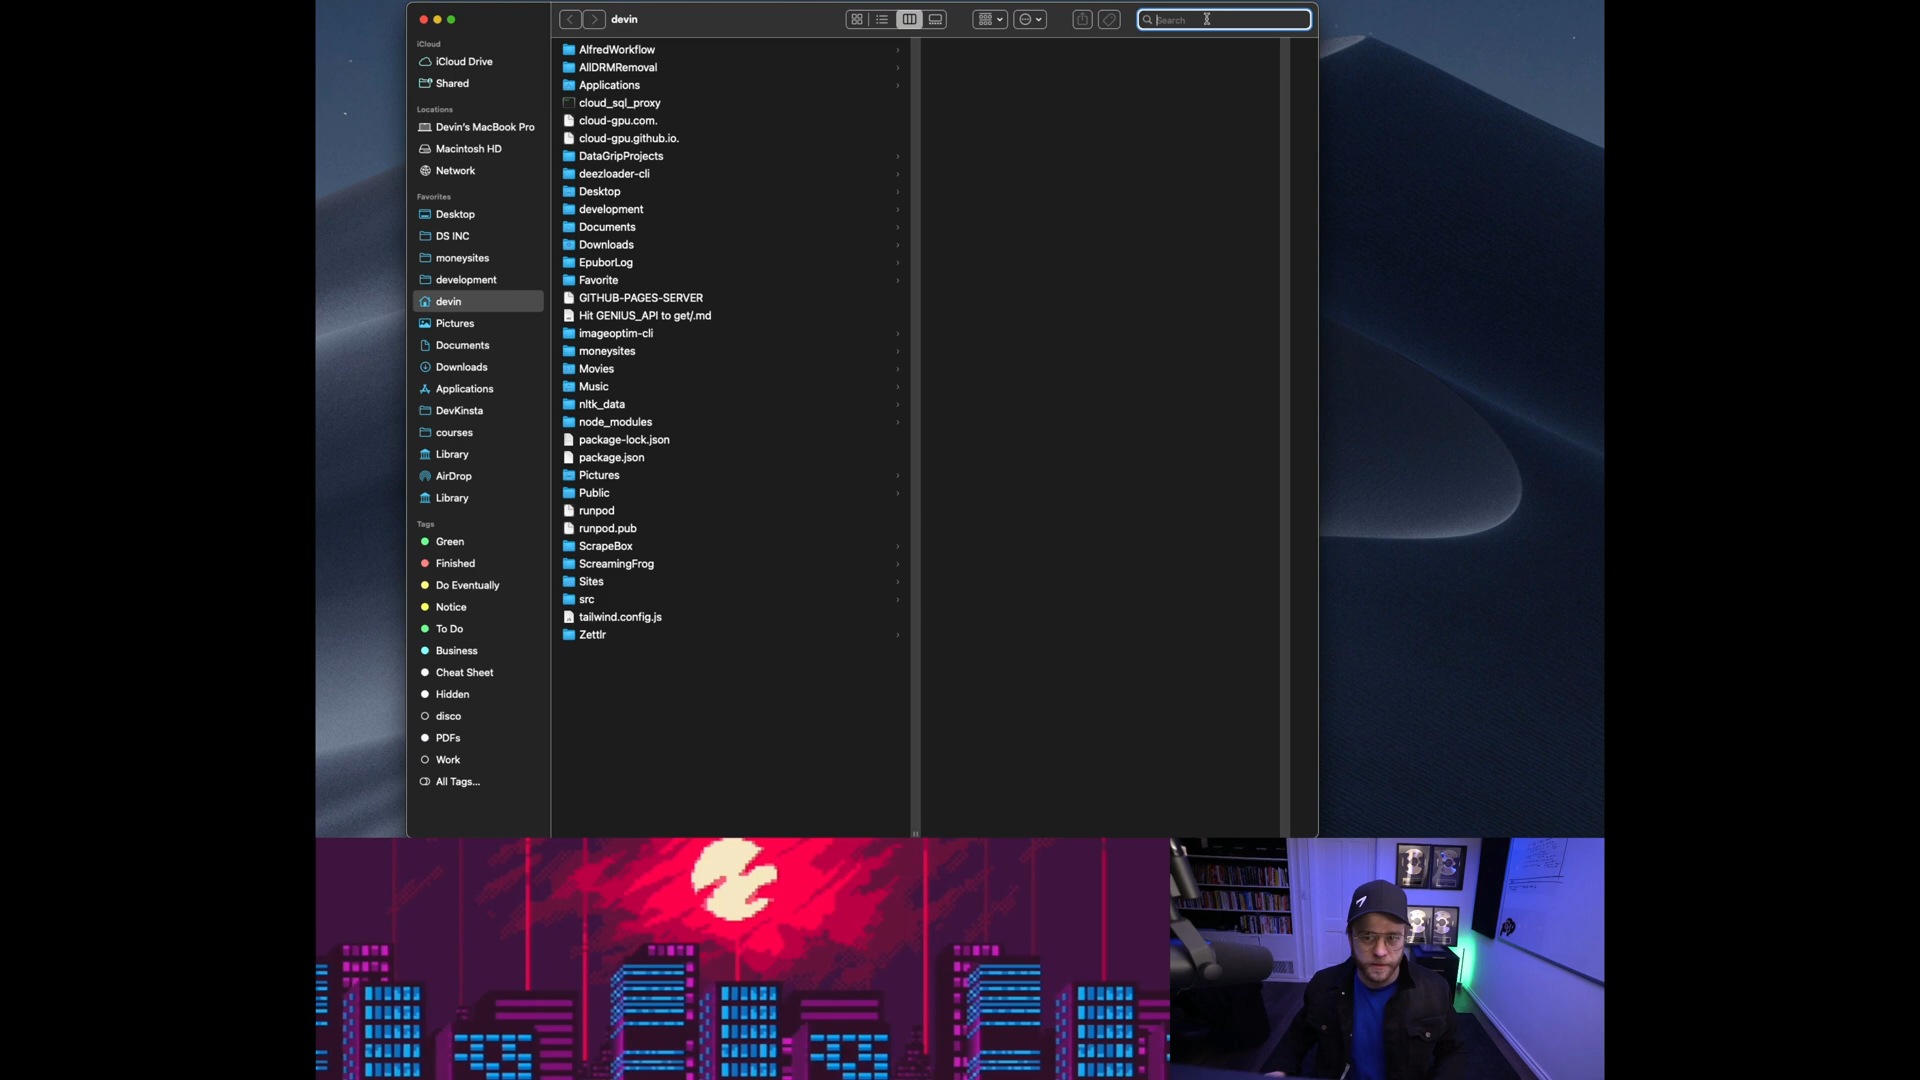 devin
Search
iCloud
iCloud Drive
Shared
Locations
Devin's MacBook Pro
Macintosh HD
Network
Favorites
Desktop
DS INC
moneysites
development
devin
Pictures
Documents
Downloads
Applications
DevKinsta
courses
Library
AirDrop
Library
Tags
Green
Finished
Do Eventually
Notice
To Do
Business
Cheat Sheet
Hidden
disco
PDFs
Work
All Tags...
AlfredWorkflow
AllDRMRemoval
Applications
cloud_sql_proxy
cloud-gpu.com.
cloud-gpu.github.io.
DataGripProjects
deezloader-cli
Desktop
development
Documents
Downloads
EpuborLog
Favorite
GITHUB-PAGES-SERVER
Hit GENIUS_API to get/.md
imageoptim-cli
moneysites
Movies
Music
nltk_data
node_modules
package-lock.json
package.json
Pictures
Public
runpod
runpod.pub
ScrapeBox
ScreamingFrog
Sites
src
tailwind.config.js
Zettlr